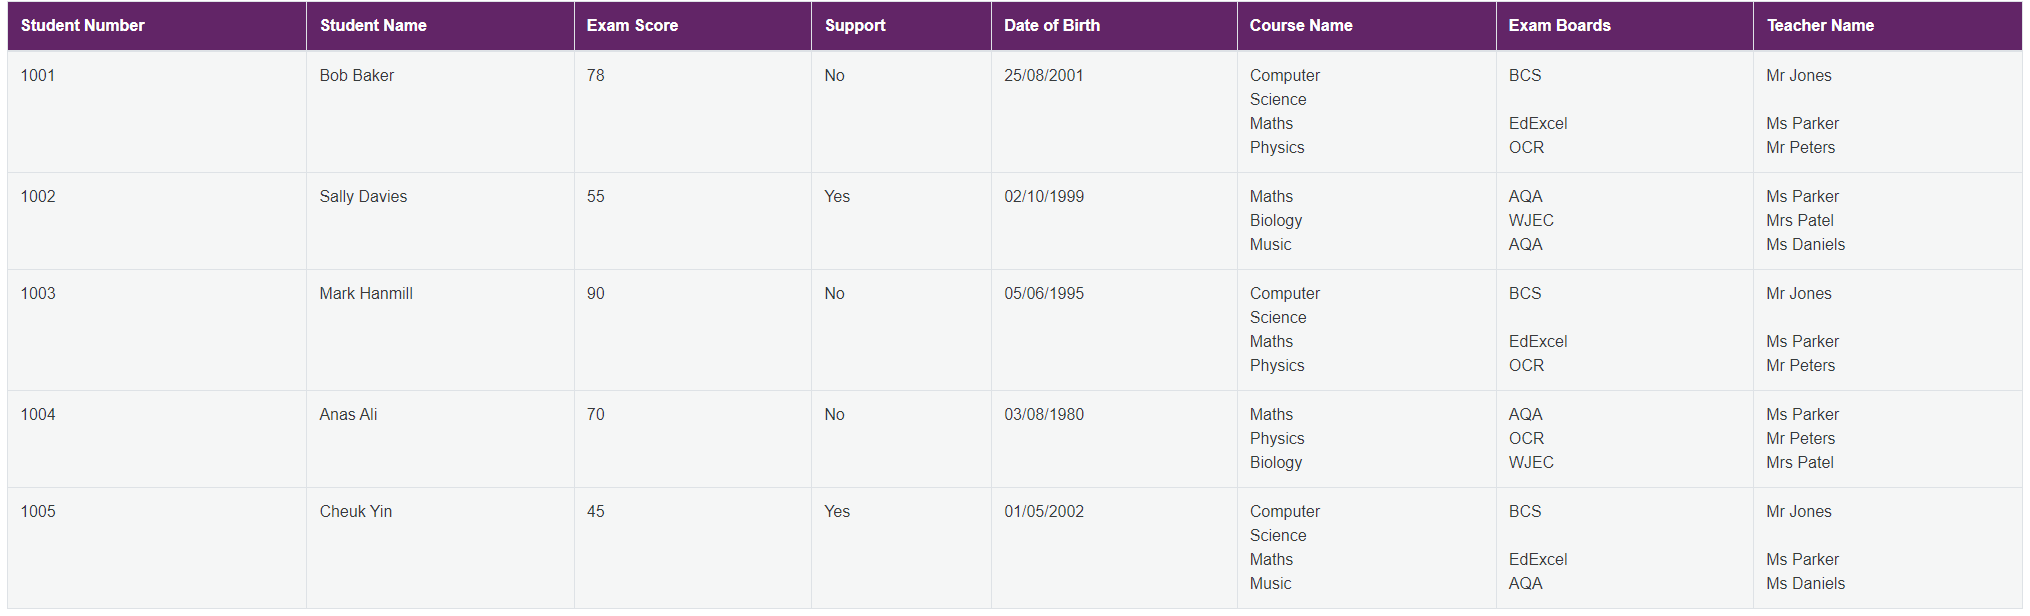 Student Number Student Name Exam Score Support Date of Birth Course Name Exam Boards Teacher Name
1001 Bob Baker 78 No 25/08/2001 Computer BCS Mr Jones
Science
Maths EdExcel Ms Parker
Physics OCR Mr Peters
1002 Sally Davies 55 Yes 02/10/1999 Maths AQA Ms Parker
Biology WJEC Mrs Patel
Music AQA Ms Daniels
1003 Mark Hanmill 90 No 05/06/1995 Computer BCS Mr Jones
Science
Maths EdExcel Ms Parker
Physics OCR Mr Peters
1004 Anas Ali 70 No 03/08/1980 Maths AQA Ms Parker
Physics OCR Mr Peters
Biology WJEC Mrs Patel
1005 Cheuk Yin 45 Yes 01/05/2002 Computer BCS Mr Jones
Science
Maths EdExcel Ms Parker
Music AQA Ms Daniels